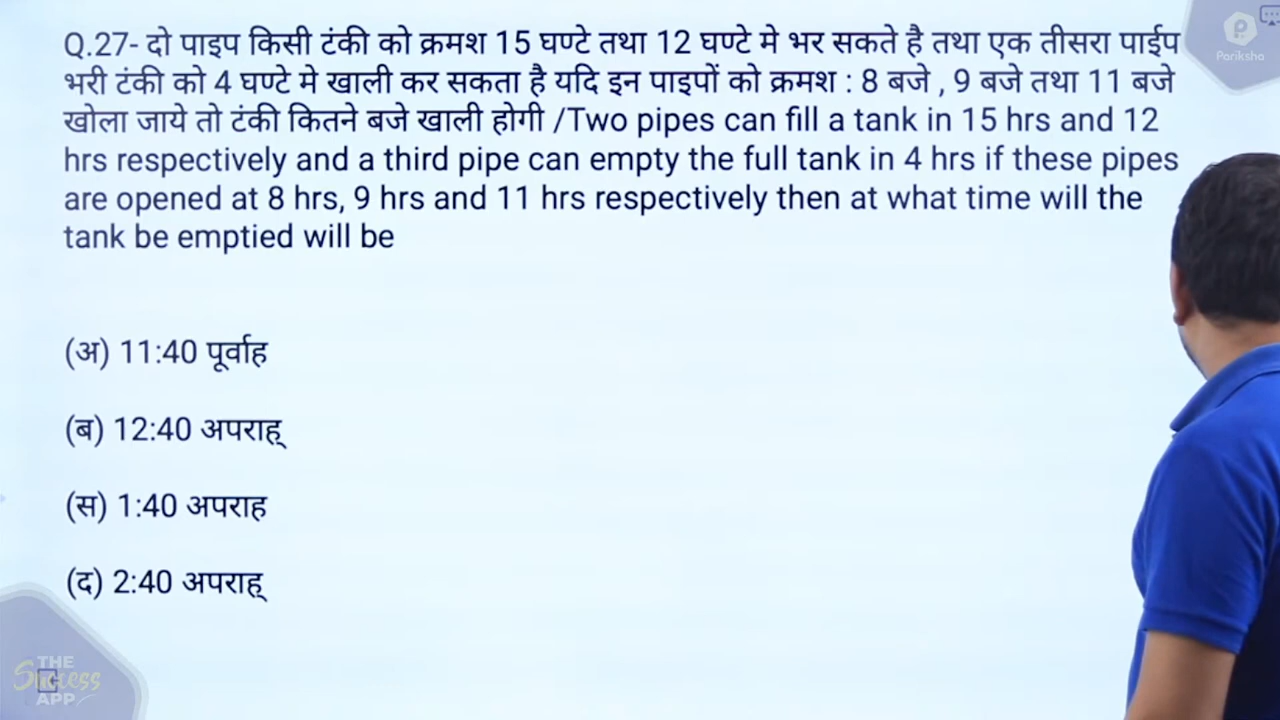 Q.27- दो पाइप किसी टंकी को क्रमश 15 घण्टे तथा 12 घण्टे मे भर सकते है तथा एक तीसरा पाईप
भरी टंकी को 4 घण्टे मे खाली कर सकता है यदि इन पाइपों को क्रमश : 8 बजे , 9 बजे तथा 11 बजे
खोला जाये तो टंकी कितने बजे खाली होगी /Two pipes can fill a tank in 15 hrs and 12
hrs respectively and a third pipe can empty the full tank in 4 hrs if these pipes
are opened at 8 hrs, 9 hrs and 11 hrs respectively then at what time will the
tank be emptied will be
(अ) 11:40 पूर्वाह
(ब) 12:40 अपराह्
(स) 1:40 अपराह
(द) 2:40 अपराह्
Pariksha
THE
Success
APP